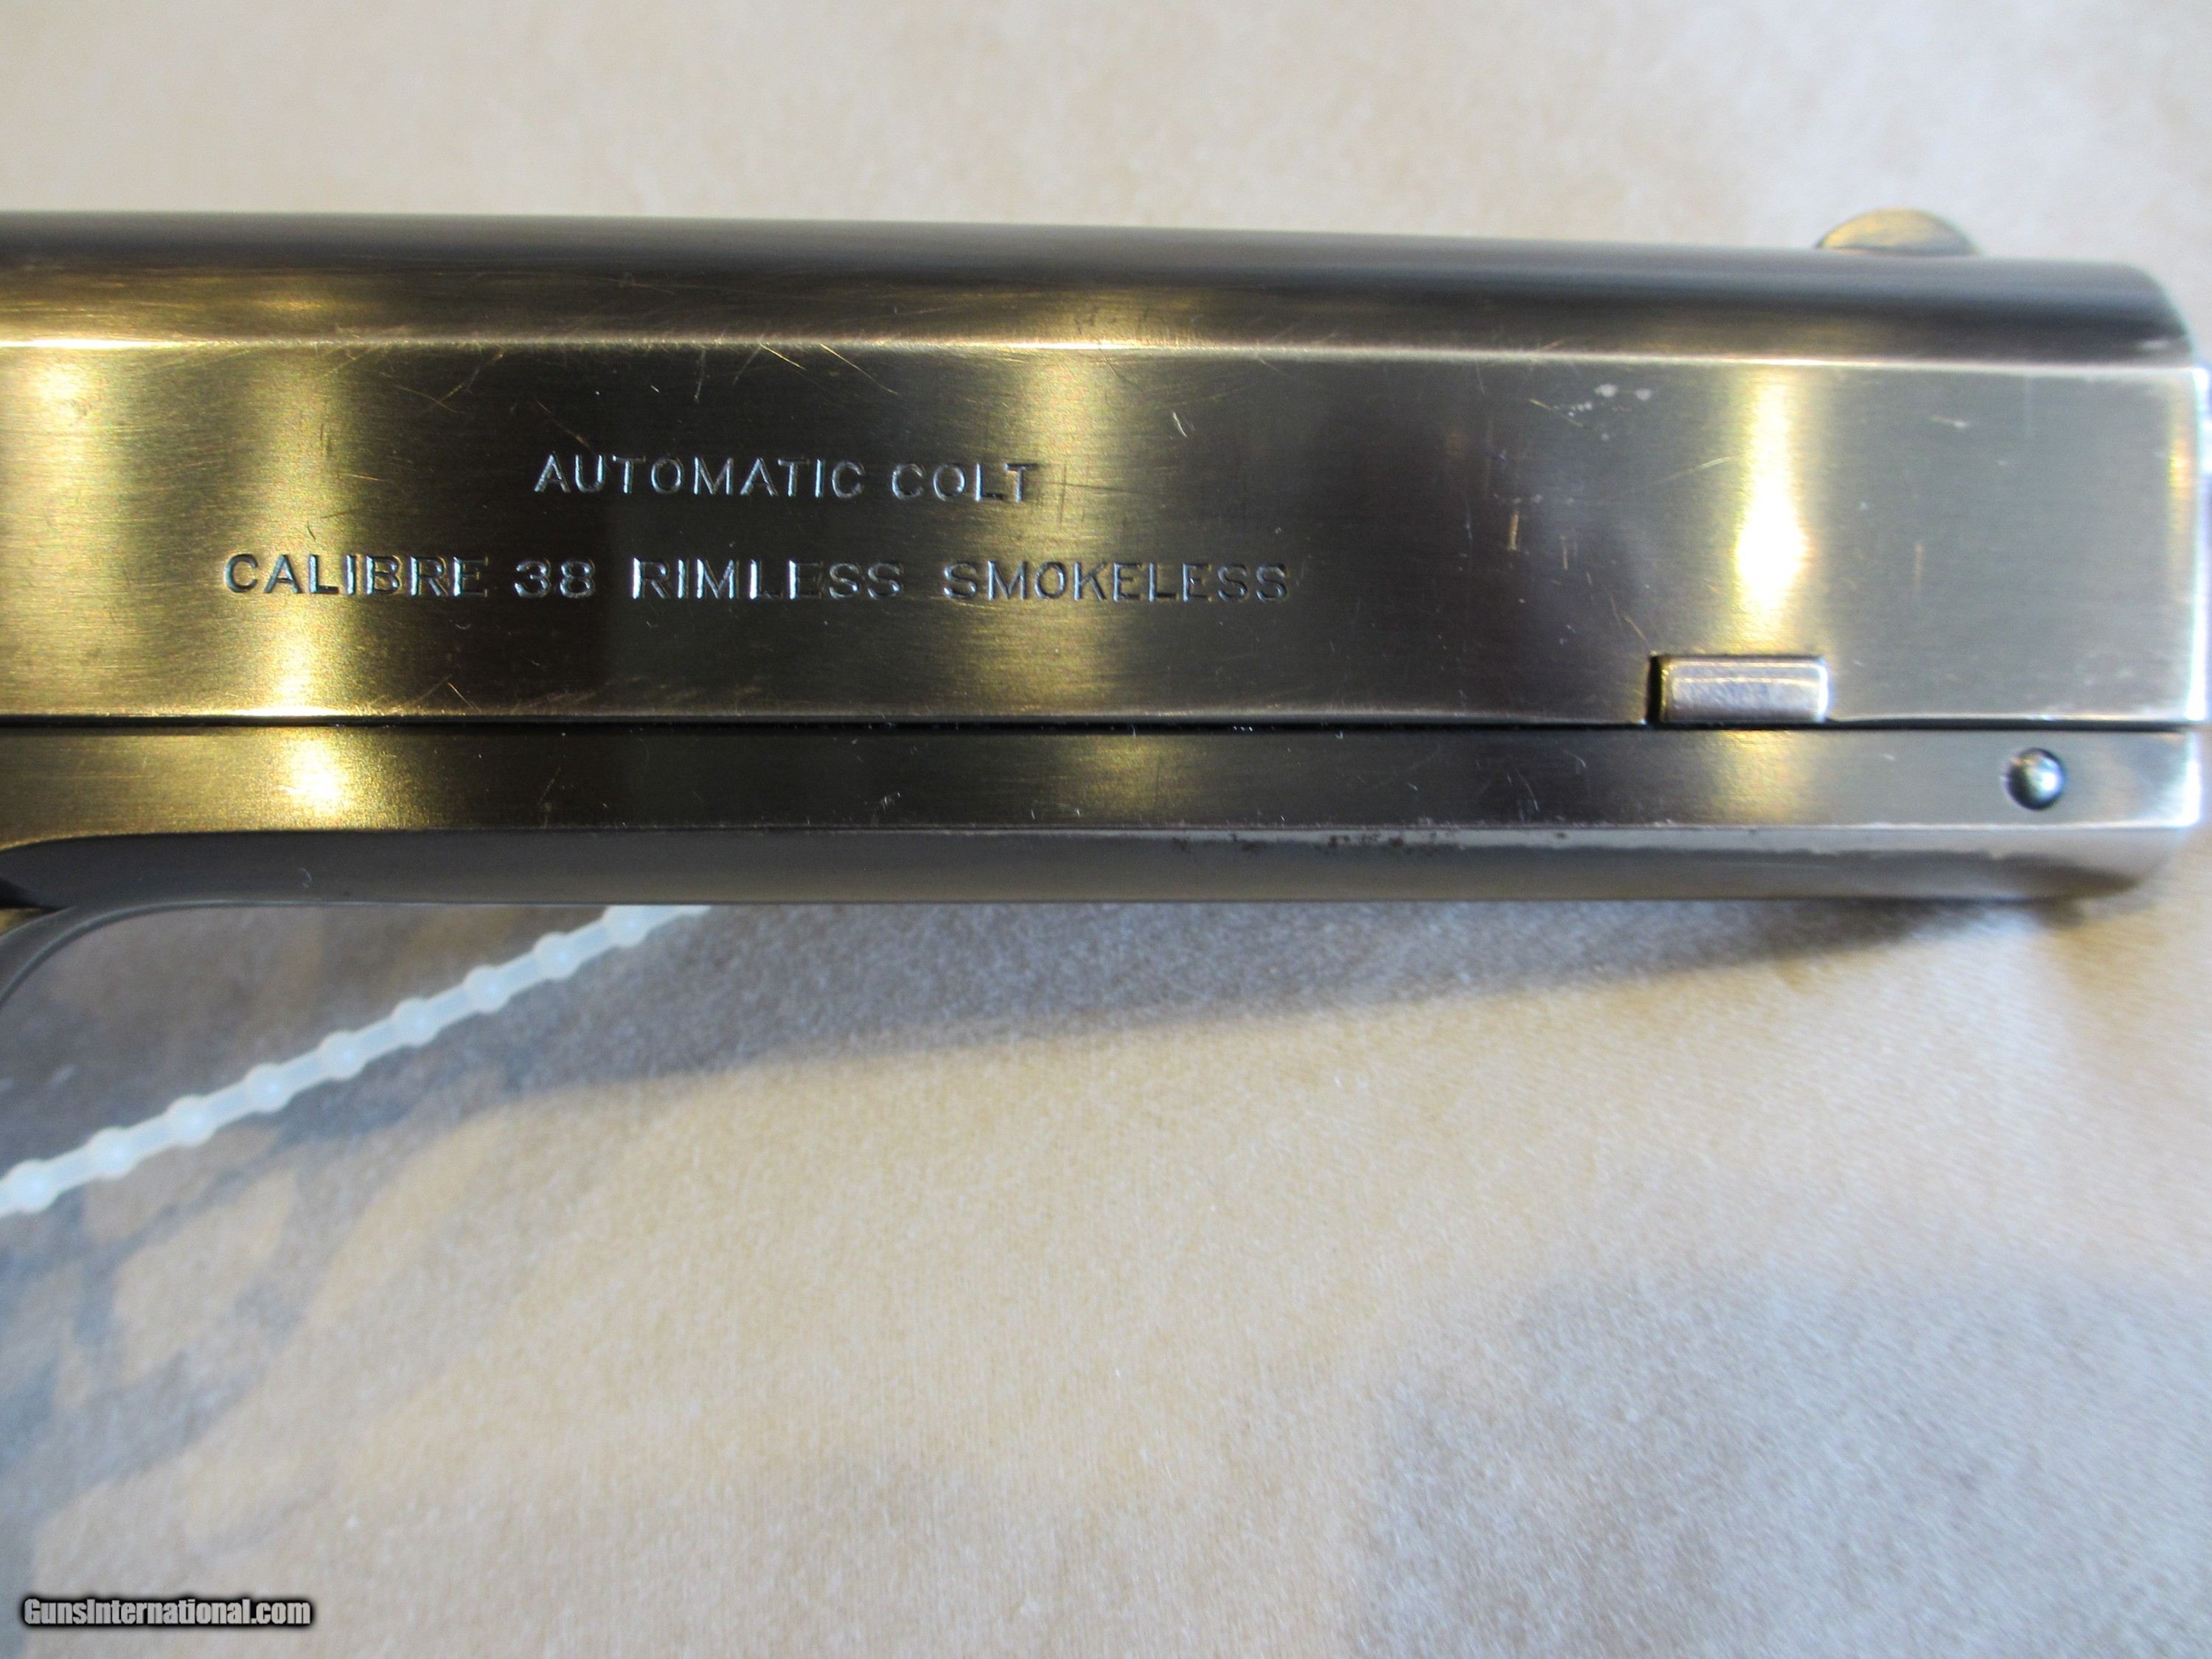 AUTOMATIC COLT
CALIBRE 38 RIMLESS SMOKELESS
GunsInternational.com